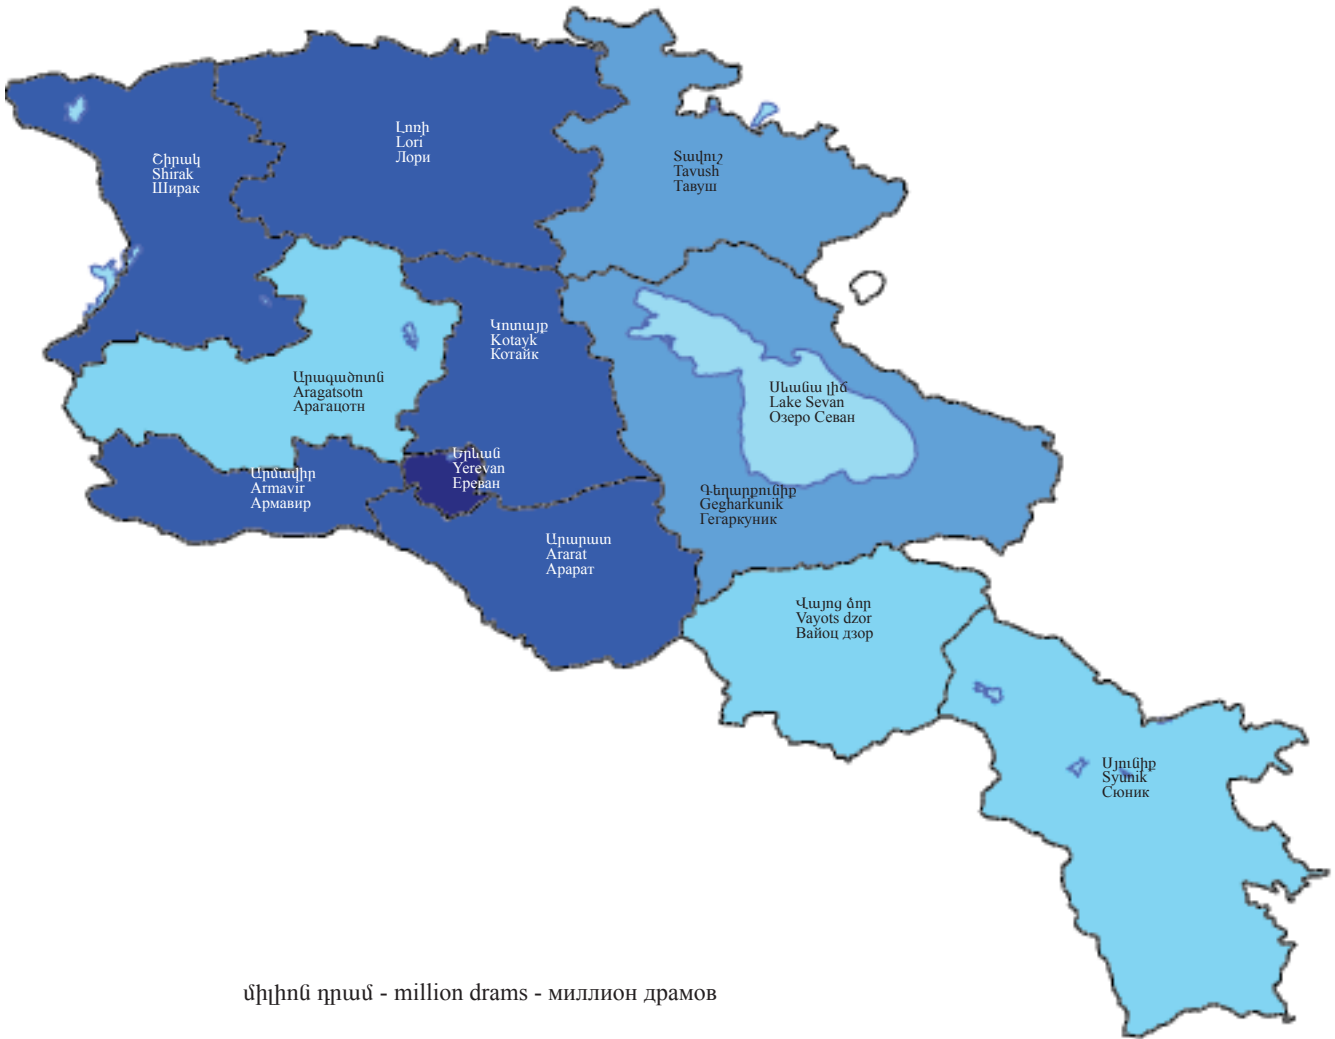 Լոռի
Lori
Лори
Շիրակ
Shirak
Ширак
Տավուշ
Tavush
Тавуш
Կոտայք
Kotayk
Котайк
Արագածոտն
Aragatsotn
Арагацотн
Սևանա լիճ
Lake Sevan
Озеро Севан
Երևան
Yerevan
Ереван
Արմավիր
Armavir
Армавир
Գեղարքունիք
Gegharkunik
Гегаркуник
Արարատ
Ararat
Арарат
Վայոց ձոր
Vayots dzor
Вайоц дзор
Սյունիք
Syunik
Сюник
միլիոն դրամ - million drams - миллион драмов